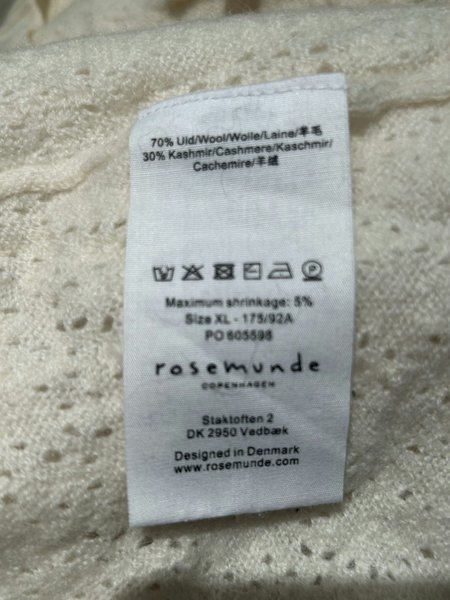 70% Uld/Wool/Wolle/Laine/羊毛
30% Kashmir/Cashmere/Kaschmir/
Cachemire/羊绒
Maximum shrinkage: 5%
Size XL - 175/92A
PO 605598
rosemunde
COPENHAGEN
Staktoften 2
DK 2950 Vedbæk
Designed in Denmark
www.rosemunde.com